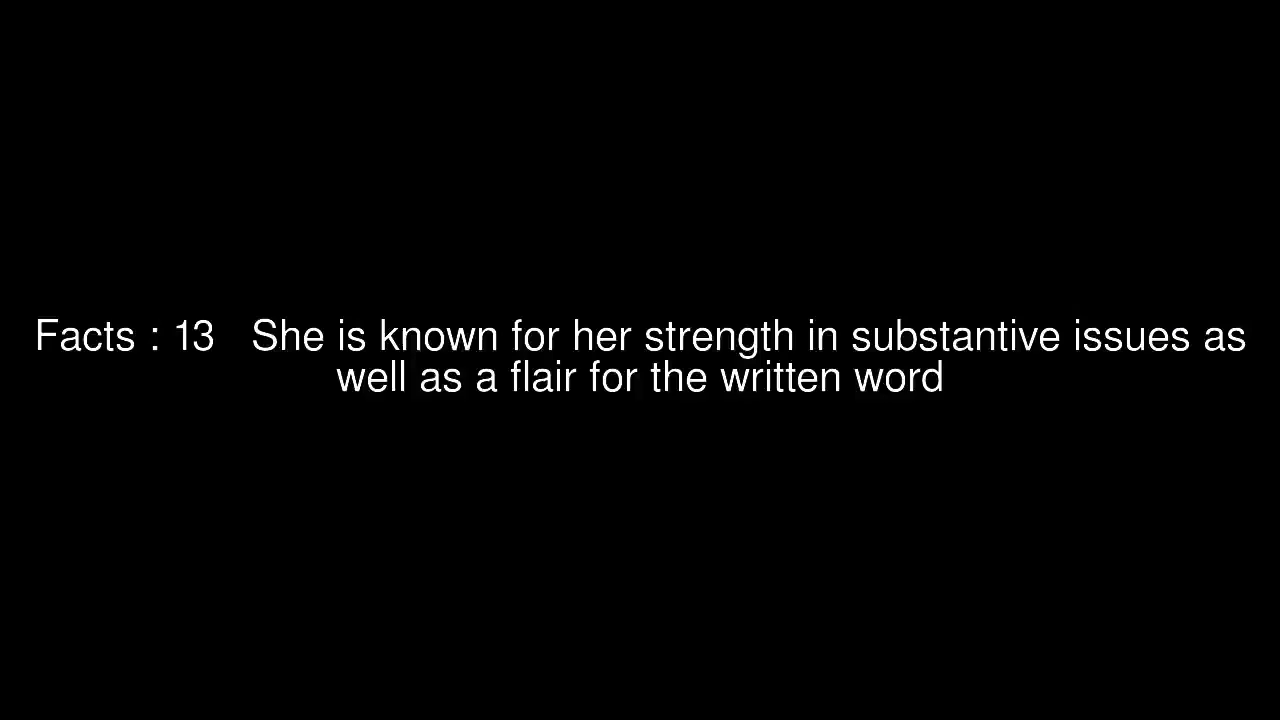 Facts : 13   She is known for her strength in substantive issues as
well as a flair for the written word